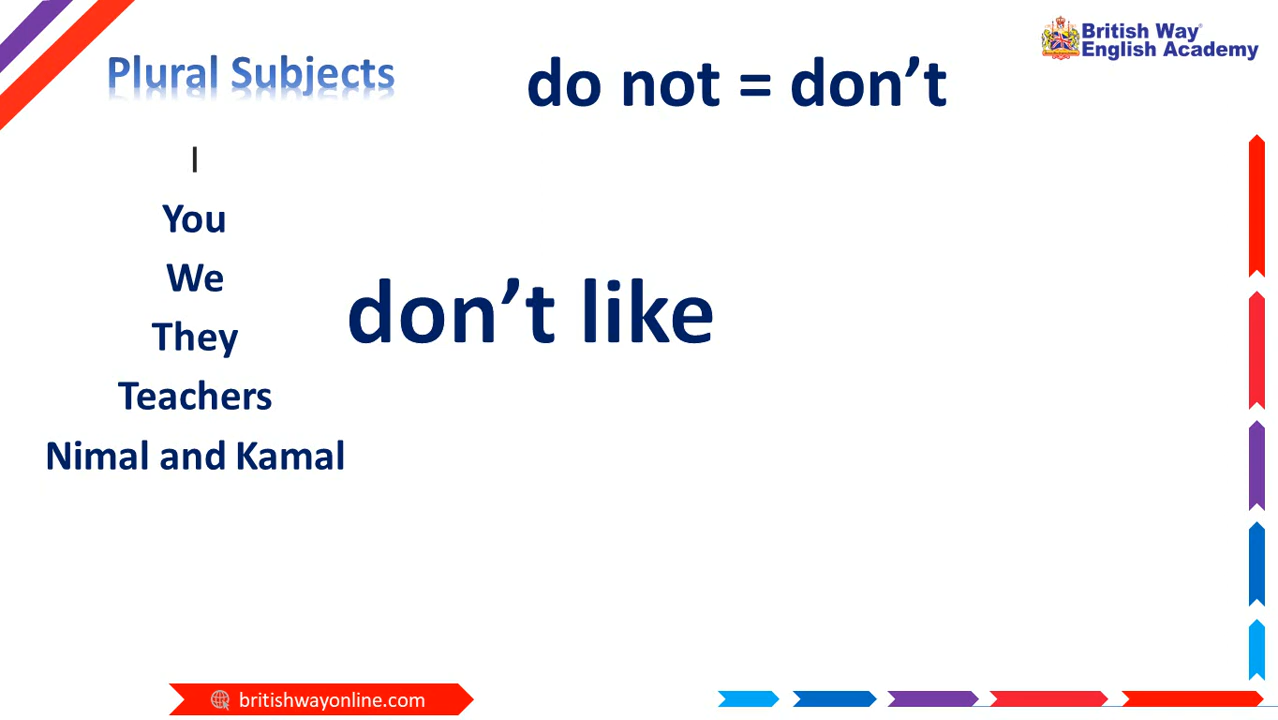 British Way
English Academy
Plural Subjects
do not = don’t
I
You
We
They
Teachers
Nimal and Kamal
don’t like
britishwayonline.com